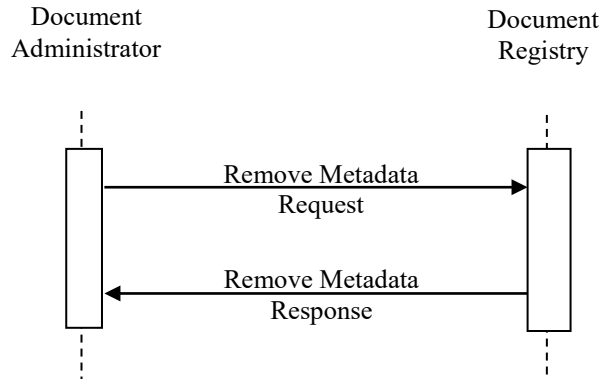 Document
Administrator
Document
Registry
Remove Metadata
Request
Remove Metadata
Response